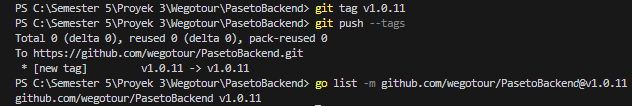 PS C:\Semester 5\Proyek 3\Wegotour\PasetoBackend> git tag v1.0.11
PS C:\Semester 5\Proyek 3\Wegotour\PasetoBackend> git push --tags
Total 0 (delta 0), reused 0 (delta 0), pack-reused 0
To https://github.com/wegotour/PasetoBackend.git
 * [new tag]         v1.0.11 -> v1.0.11
PS C:\Semester 5\Proyek 3\Wegotour\PasetoBackend> go list -m github.com/wegotour/PasetoBackend@v1.0.11
github.com/wegotour/PasetoBackend v1.0.11